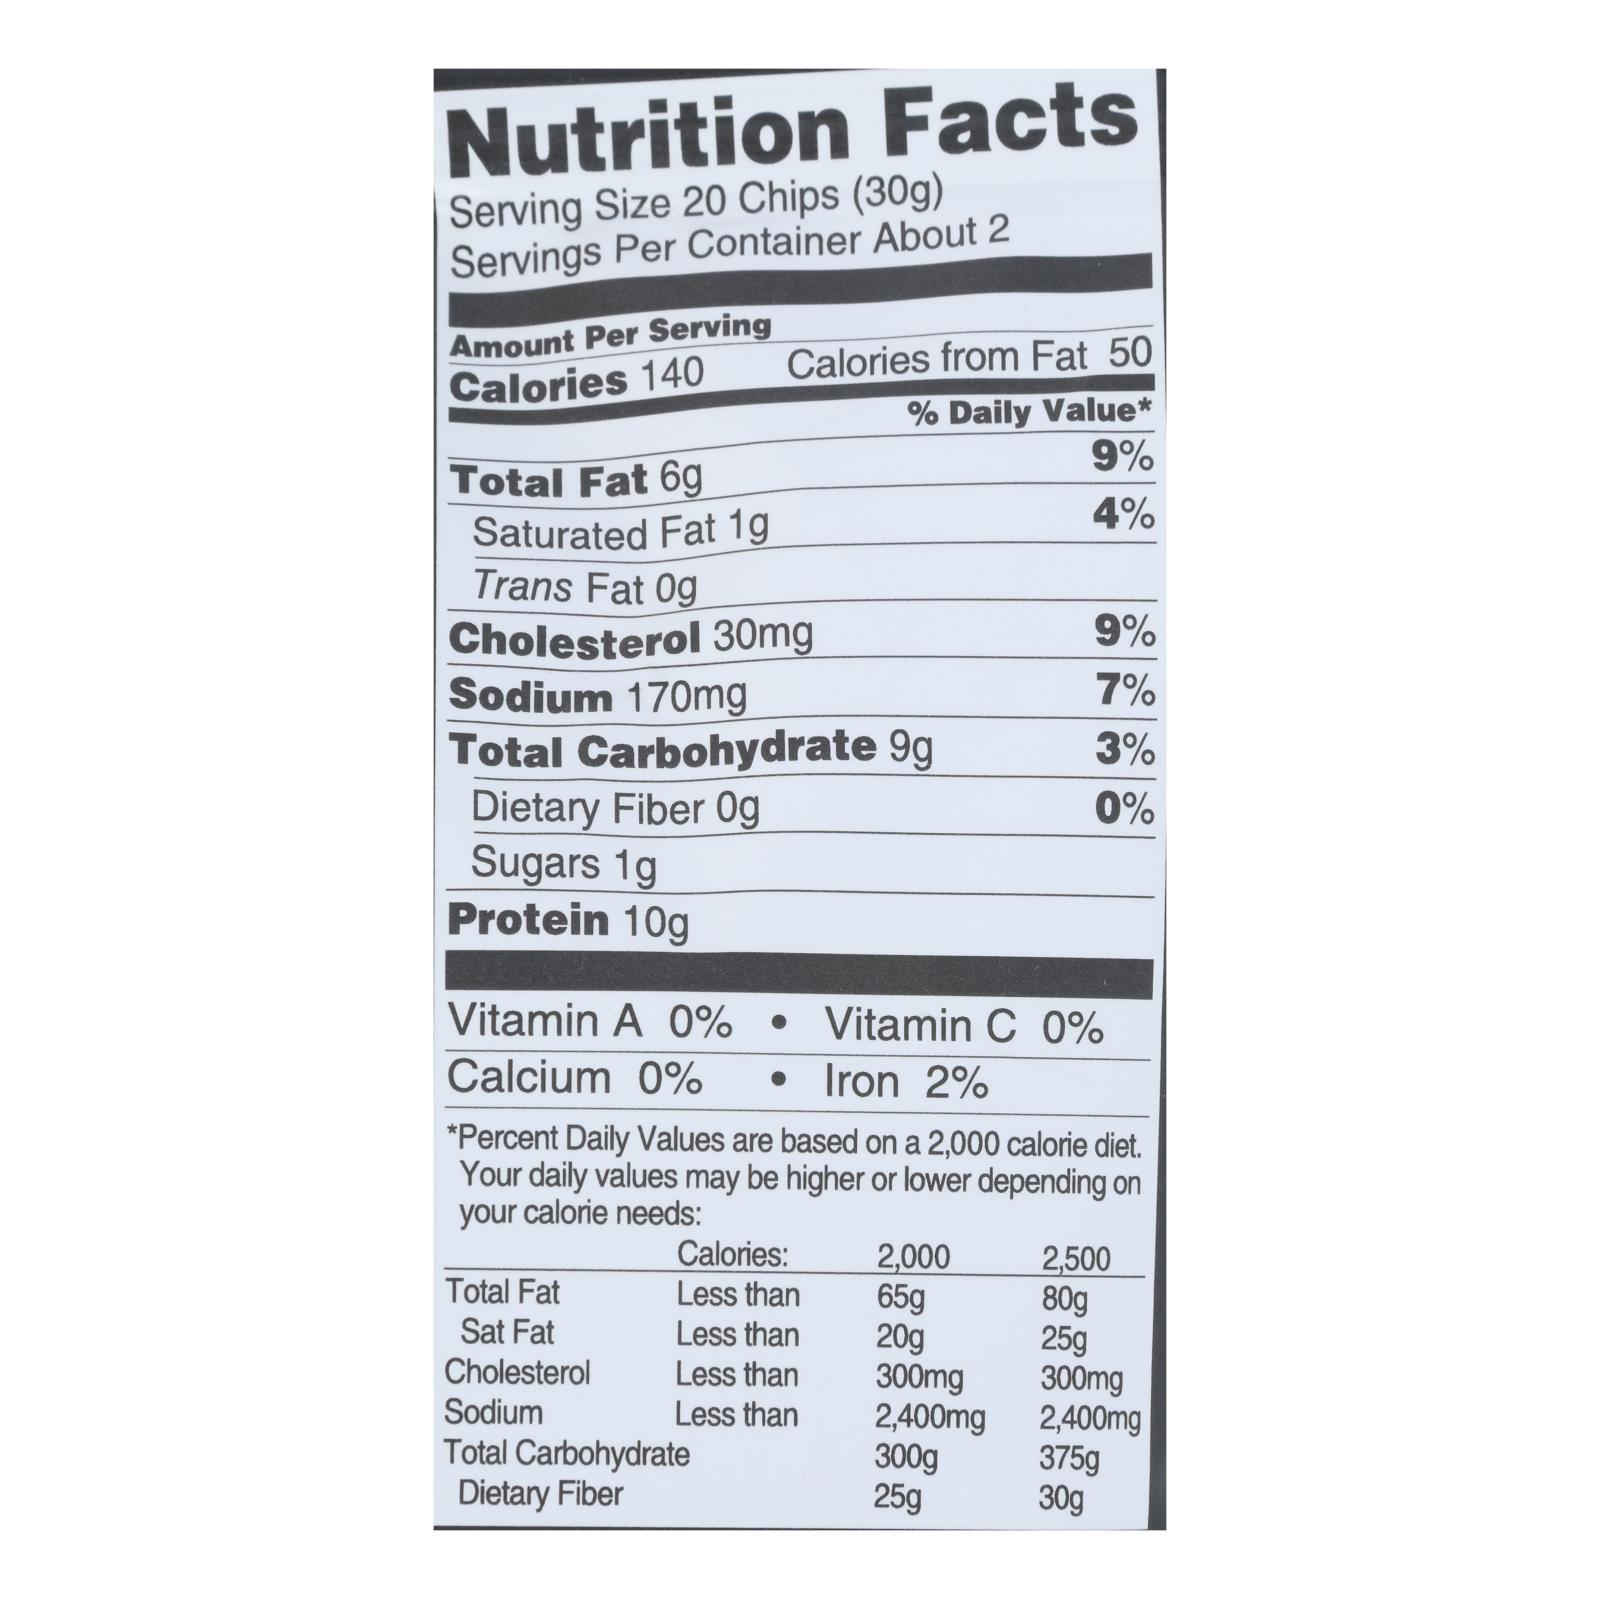 Nutrition Facts
Serving Size 20 Chips (30g)
Servings Per Container About 2
Amount Per Serving
Calories 140 Calories from Fat 50
% Daily Value*
Total Fat 6g 9%
Saturated Fat 1g 4%
Trans Fat 0g
Cholesterol 30mg 9%
Sodium 170mg 7%
Total Carbohydrate 9g 3%
Dietary Fiber 0g 0%
Sugars 1g
Protein 10g
Vitamin A 0% • Vitamin C 0%
Calcium 0% • Iron 2%
*Percent Daily Values are based on a 2,000 calorie diet.
Your daily values may be higher or lower depending on
your calorie needs:
Calories: 2,000 2,500
Total Fat Less than 65g 80g
Sat Fat Less than 20g 25g
Cholesterol Less than 300mg 300mg
Sodium Less than 2,400mg 2,400mg
Total Carbohydrate 300g 375g
Dietary Fiber 25g 30g